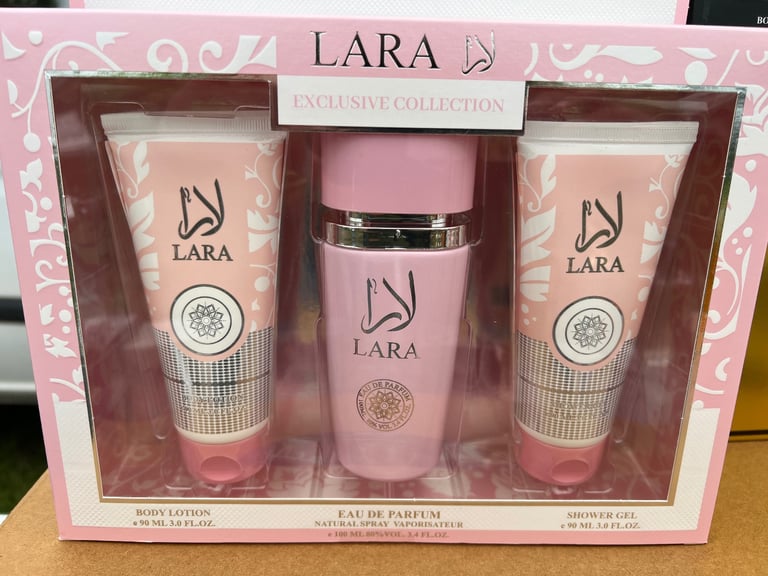 BO
LARA لارا
EXCLUSIVE COLLECTION
لارا
LARA
لارا
LARA
EAU DE PARFUM
لارا
LARA
BODY LOTION
e 90 ML 3.0 FL.OZ.
EAU DE PARFUM
NATURAL SPRAY VAPORISATEUR
e 100 ML 80% VOL. 3.4 FL.OZ.
SHOWER GEL
e 90 ML 3.0 FL.OZ.